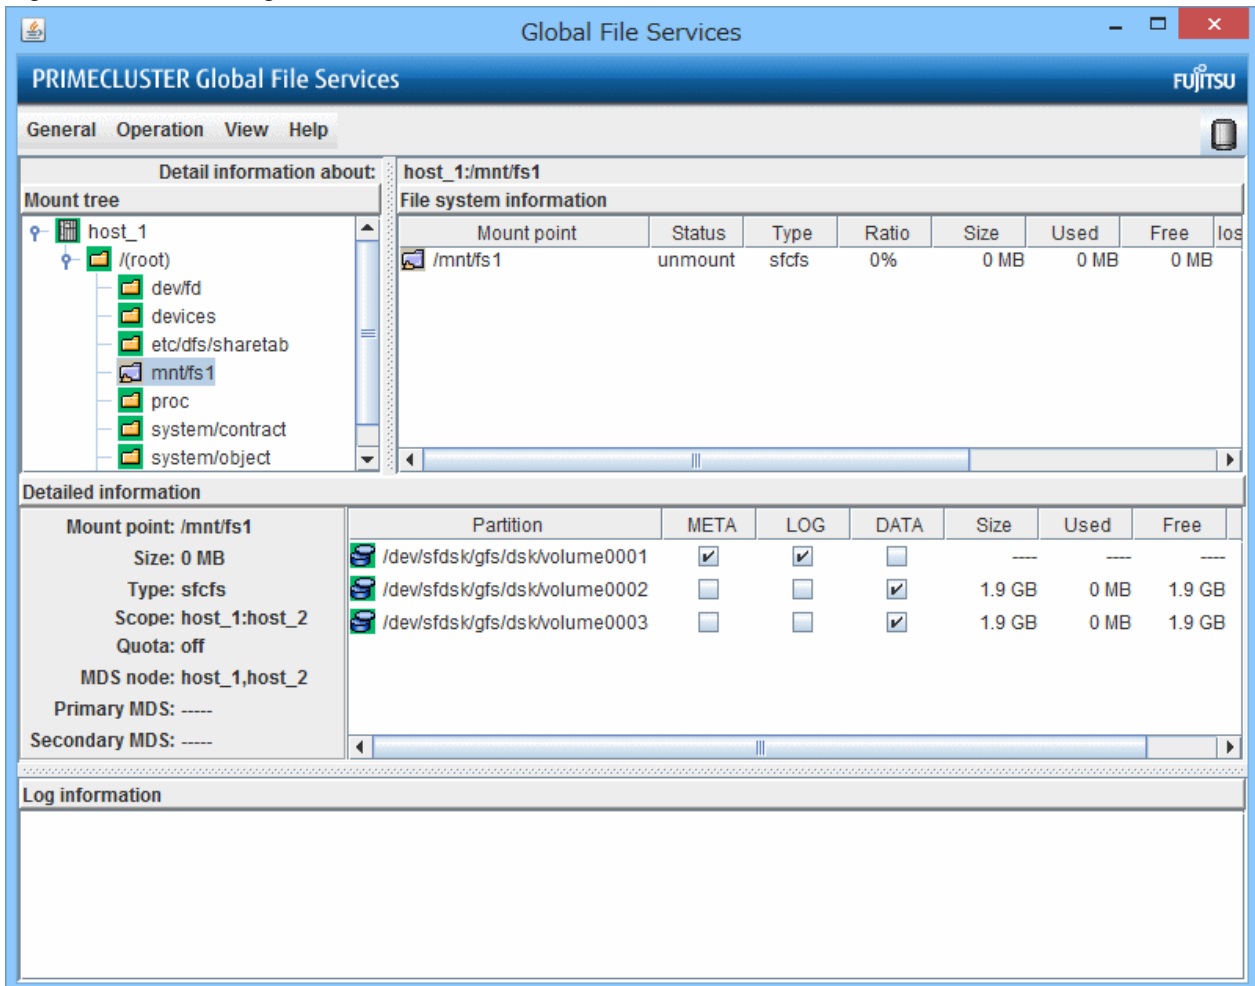 Global File Services
PRIMECLUSTER Global File Services FUJITSU
General Operation View Help
Detail information about: host_1:/mnt/fs1
Mount tree
host_1
/(root)
dev/fd
devices
etc/dfs/sharetab
mnt/fs1
proc
system/contract
system/object
File system information
Mount point Status Type Ratio Size Used Free los
/mnt/fs1 unmount sfcfs 0% 0 MB 0 MB 0 MB
Detailed information
Mount point: /mnt/fs1
Size: 0 MB
Type: sfcfs
Scope: host_1:host_2
Quota: off
MDS node: host_1,host_2
Primary MDS: -----
Secondary MDS: -----
Partition META LOG DATA Size Used Free
/dev/sfdsk/gfs/dsk/volume0001 ---- ---- ----
/dev/sfdsk/gfs/dsk/volume0002 1.9 GB 0 MB 1.9 GB
/dev/sfdsk/gfs/dsk/volume0003 1.9 GB 0 MB 1.9 GB
Log information